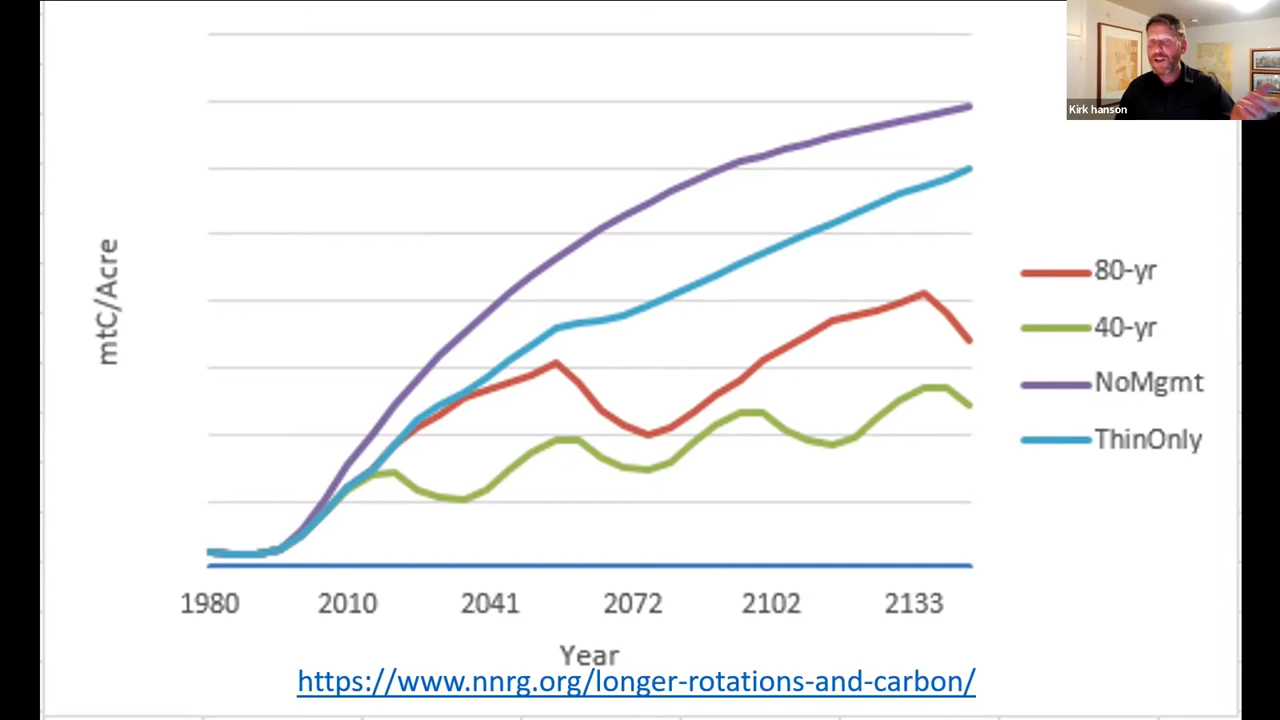 Kirk hanson
mtC/Acre
80-yr
40-yr
NoMgmt
ThinOnly
1980 2010 2041 2072 2102 2133
Year
https://www.nnrg.org/longer-rotations-and-carbon/